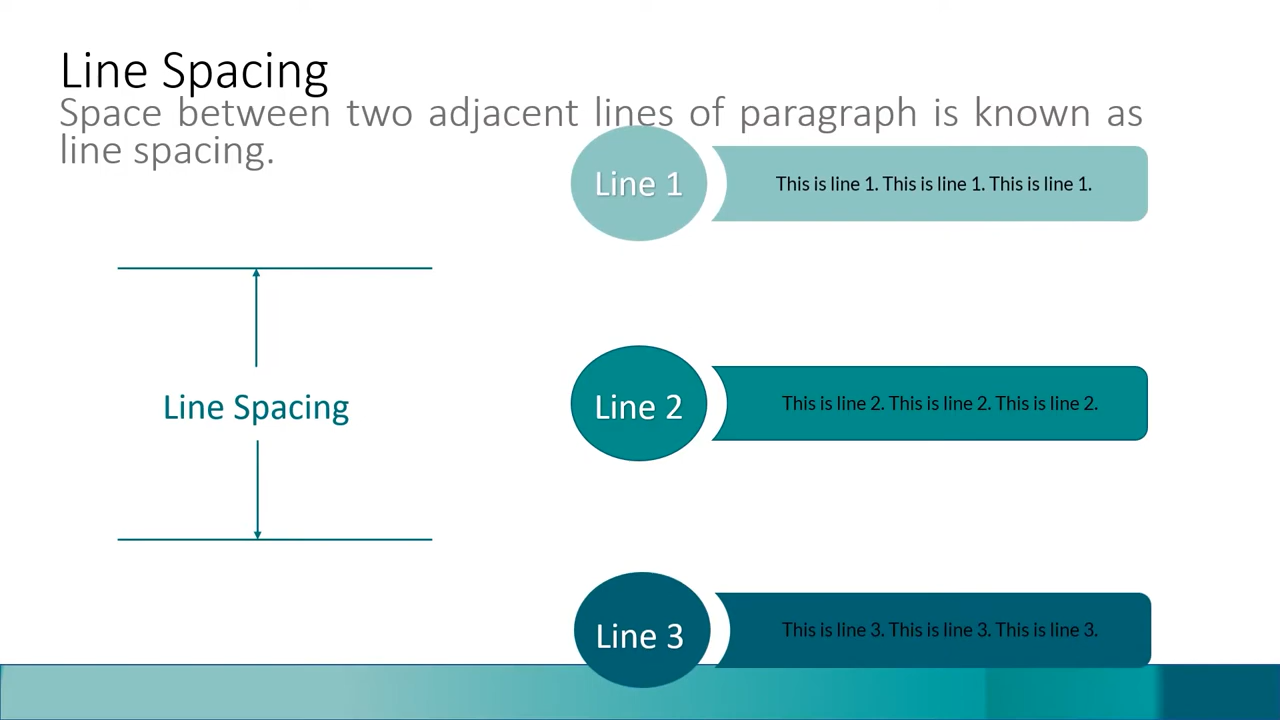 Line Spacing
Space between two adjacent lines of paragraph is known as
line spacing.
Line 1
This is line 1. This is line 1. This is line 1.
Line Spacing
Line 2
This is line 2. This is line 2. This is line 2.
Line 3
This is line 3. This is line 3. This is line 3.